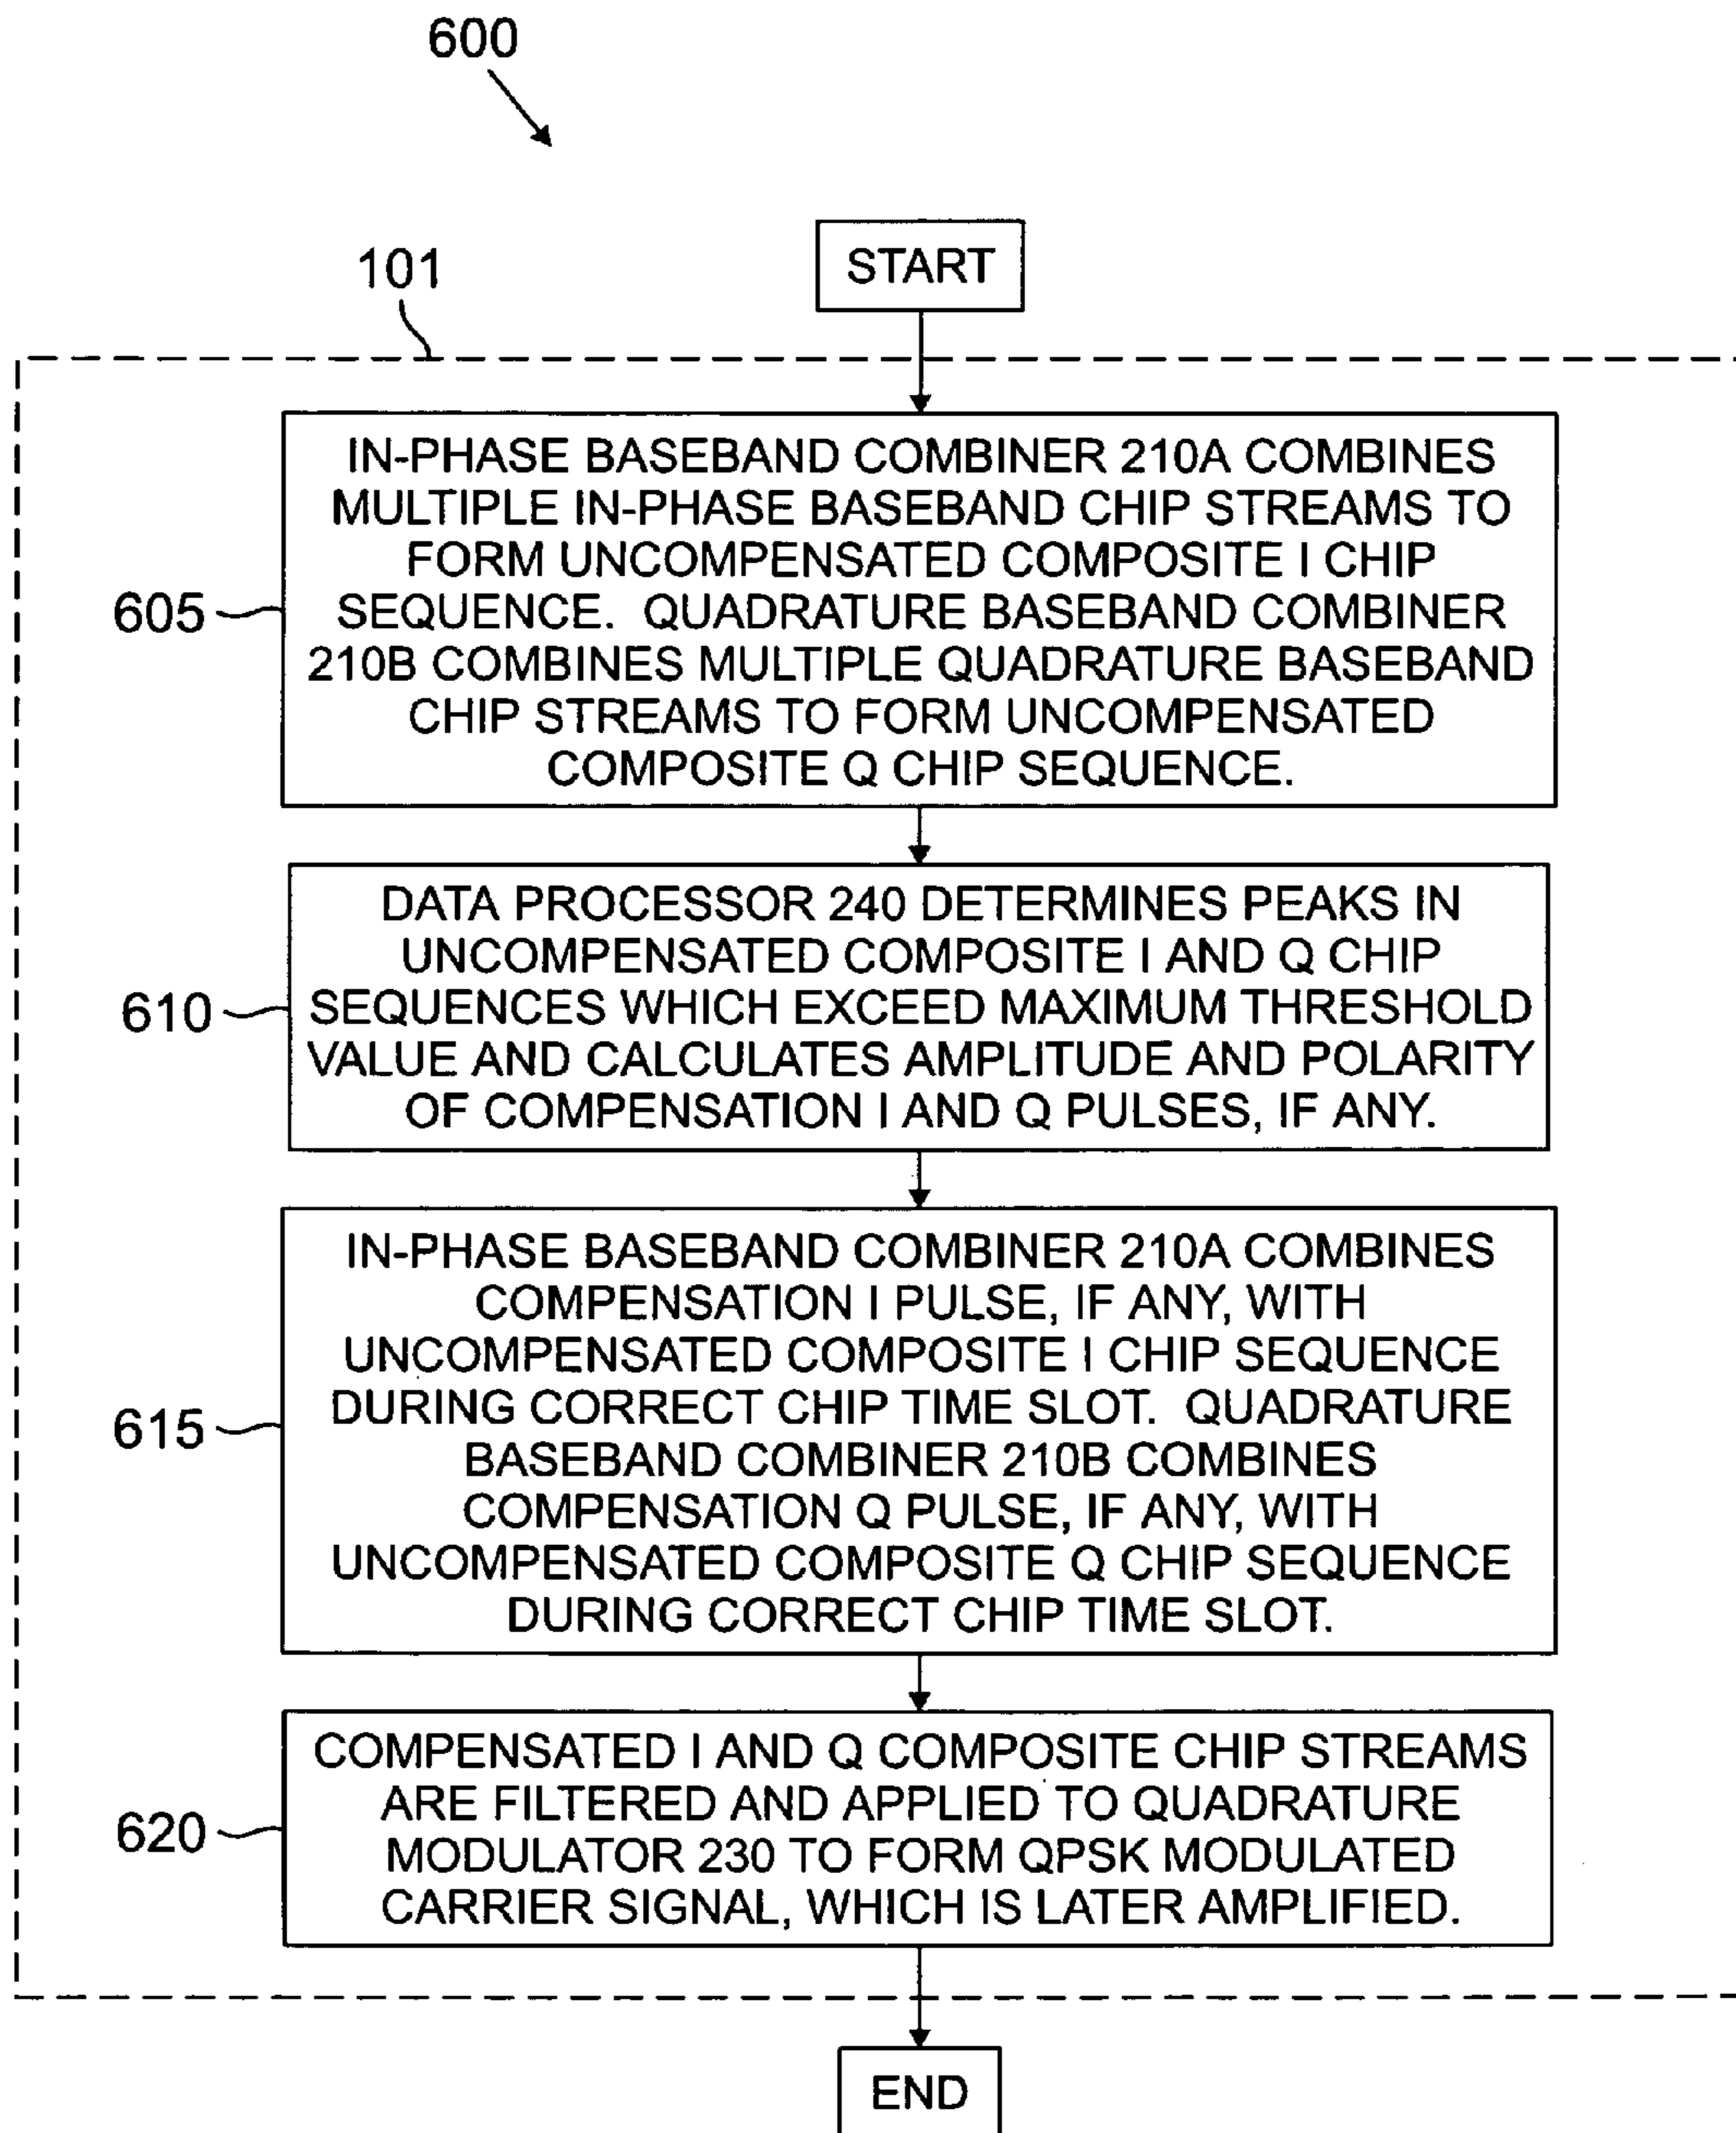 600
START
101
IN-PHASE BASEBAND COMBINER 210A COMBINES
MULTIPLE IN-PHASE BASEBAND CHIP STREAMS TO
FORM UNCOMPENSATED COMPOSITE I CHIP
SEQUENCE. QUADRATURE BASEBAND COMBINER
210B COMBINES MULTIPLE QUADRATURE BASEBAND
CHIP STREAMS TO FORM UNCOMPENSATED
COMPOSITE Q CHIP SEQUENCE.
605
DATA PROCESSOR 240 DETERMINES PEAKS IN
UNCOMPENSATED COMPOSITE I AND Q CHIP
SEQUENCES WHICH EXCEED MAXIMUM THRESHOLD
VALUE AND CALCULATES AMPLITUDE AND POLARITY
OF COMPENSATION I AND Q PULSES, IF ANY.
610
IN-PHASE BASEBAND COMBINER 210A COMBINES
COMPENSATION I PULSE, IF ANY, WITH
UNCOMPENSATED COMPOSITE I CHIP SEQUENCE
DURING CORRECT CHIP TIME SLOT. QUADRATURE
BASEBAND COMBINER 210B COMBINES
COMPENSATION Q PULSE, IF ANY, WITH
UNCOMPENSATED COMPOSITE Q CHIP SEQUENCE
DURING CORRECT CHIP TIME SLOT.
615
COMPENSATED I AND Q COMPOSITE CHIP STREAMS
ARE FILTERED AND APPLIED TO QUADRATURE
MODULATOR 230 TO FORM QPSK MODULATED
CARRIER SIGNAL, WHICH IS LATER AMPLIFIED.
620
END